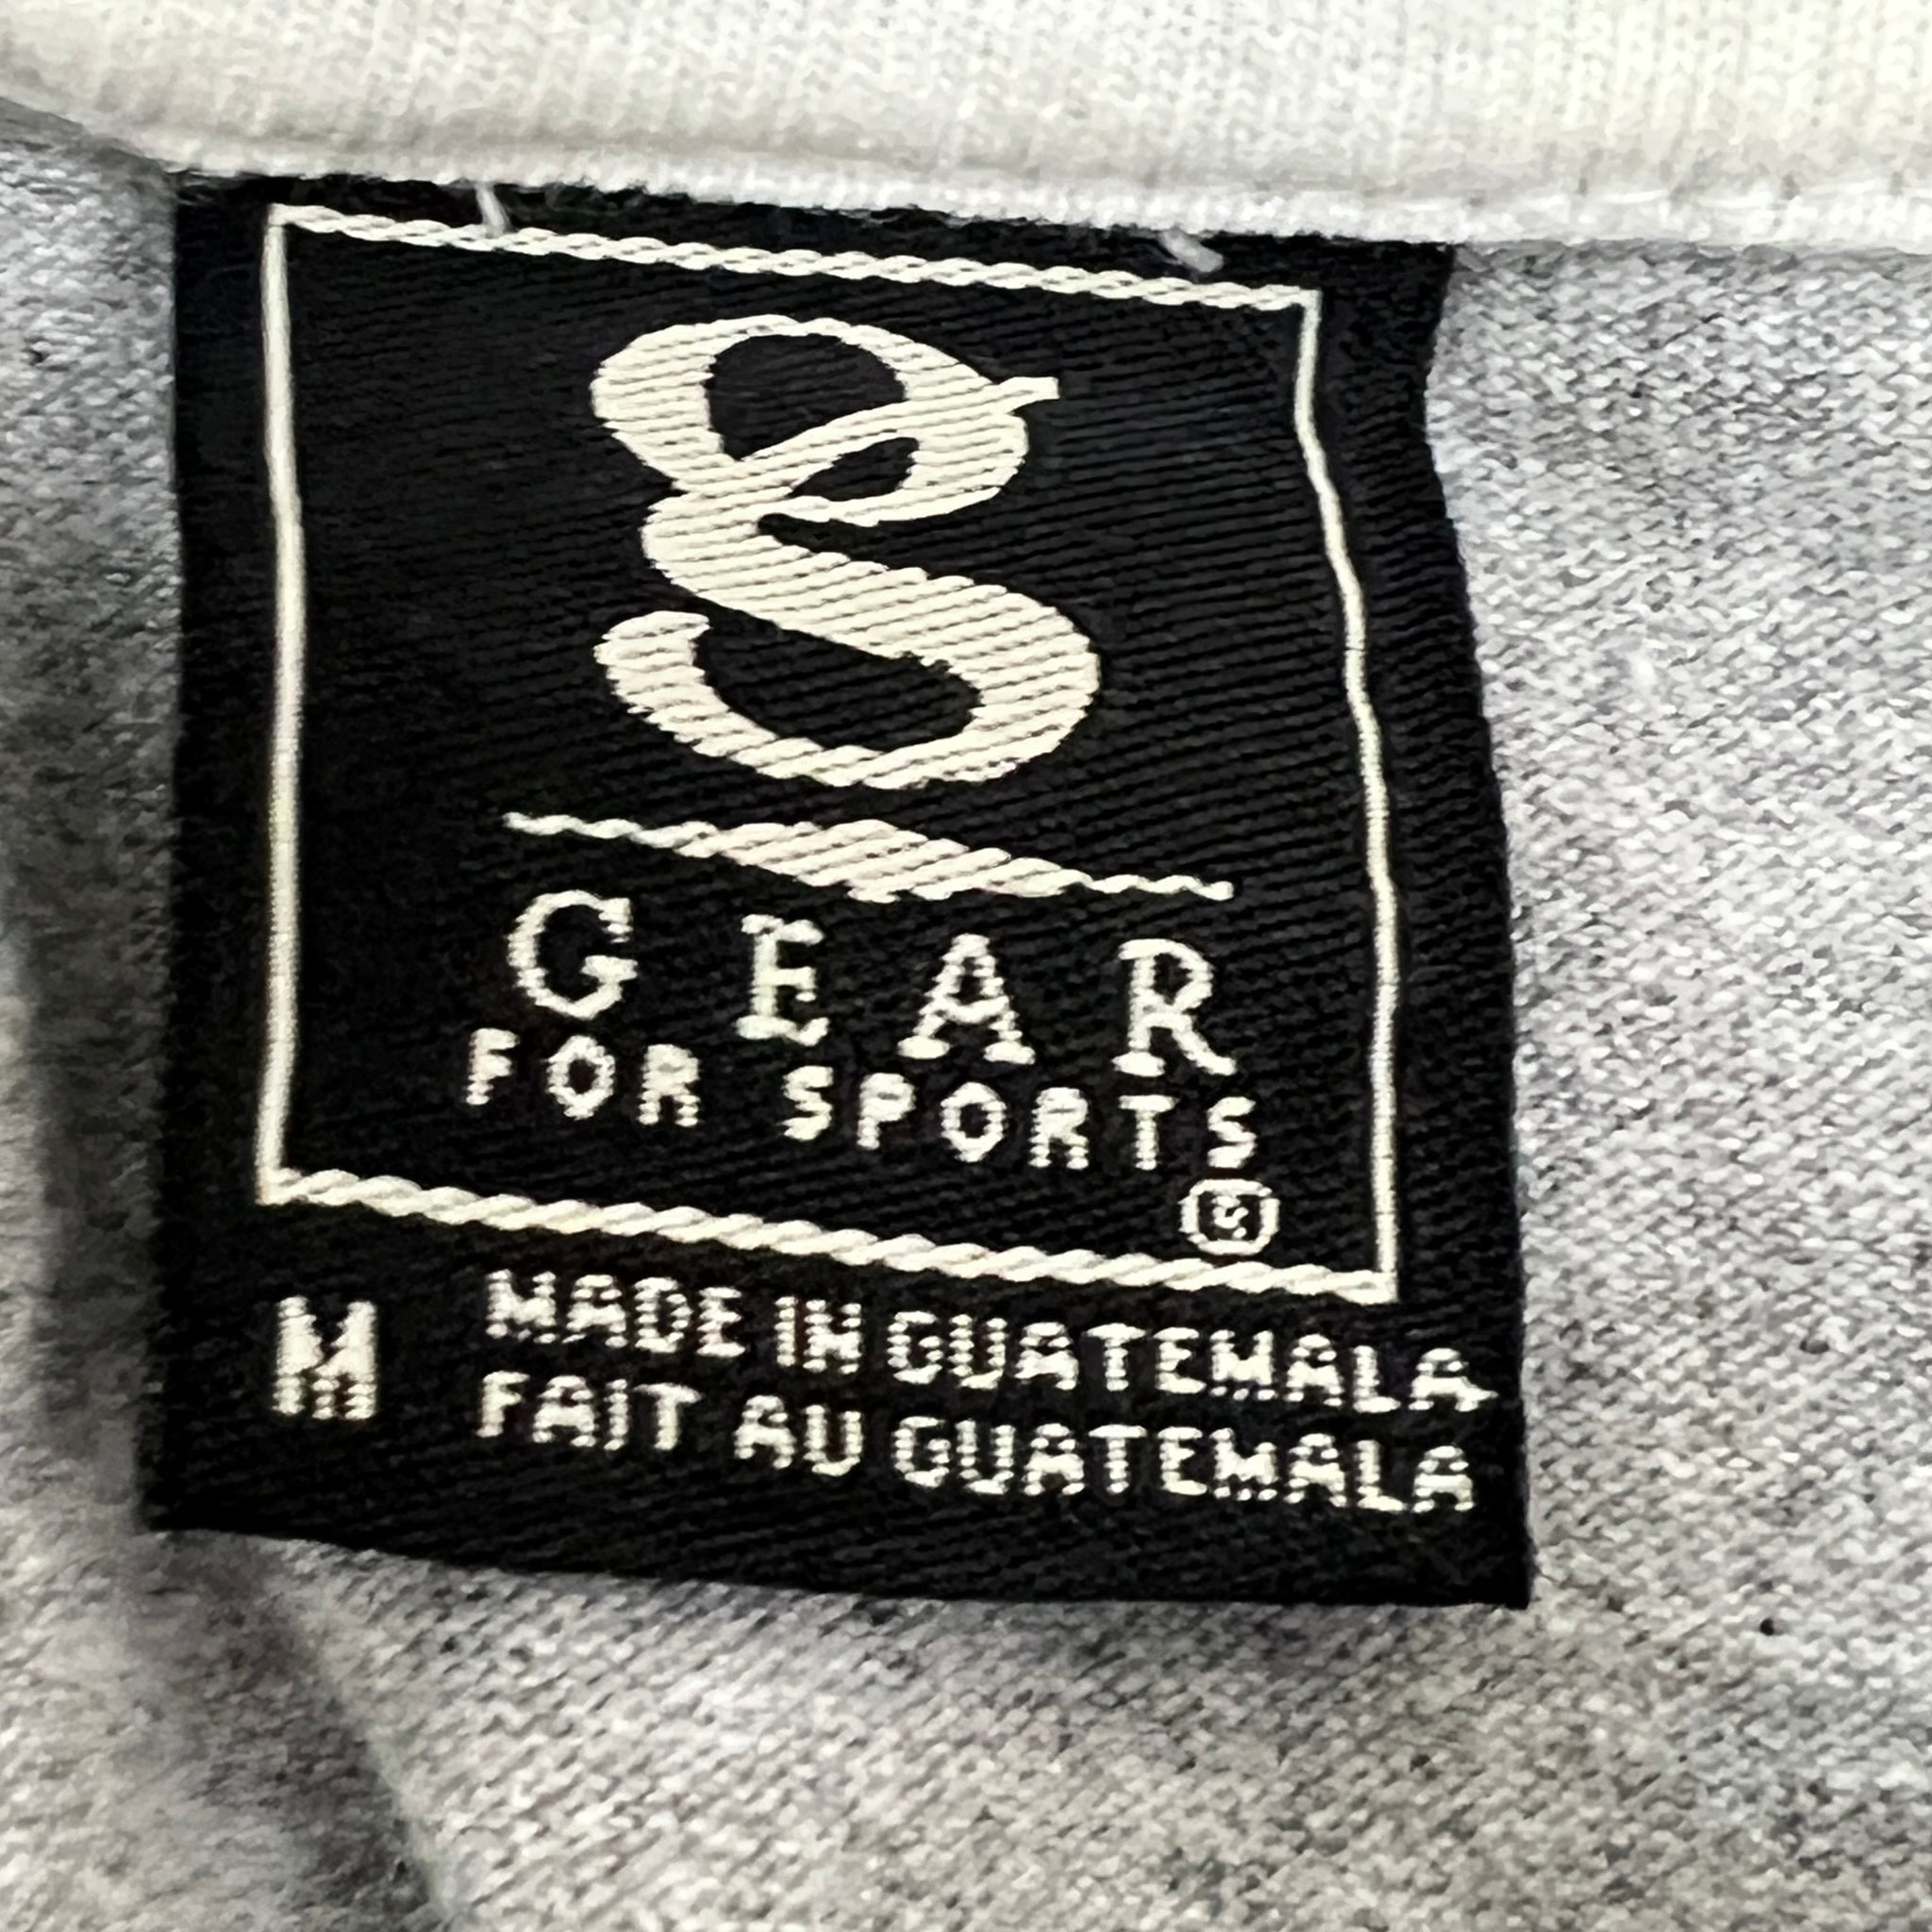 g
GEAR
FOR SPORTS
®
M MADE IN GUATEMALA
FAIT AU GUATEMALA